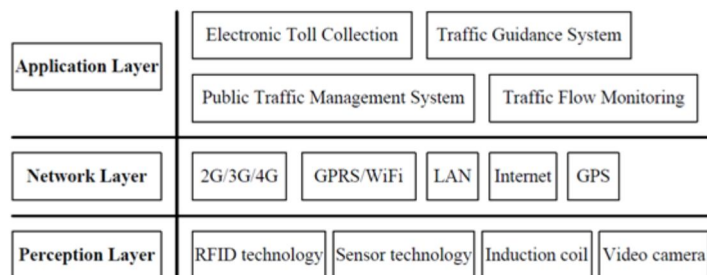 Electronic Toll Collection Traffic Guidance System
Application Layer
Public Traffic Management System Traffic Flow Monitoring
Network Layer 2G/3G/4G GPRS/WiFi LAN Internet GPS
Perception Layer RFID technology Sensor technology Induction coil Video camera